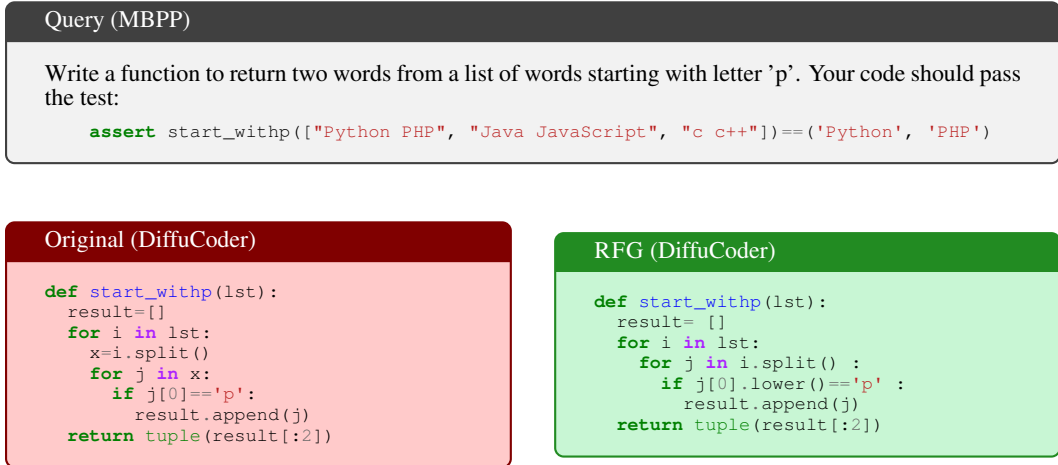 Query (MBPP)
Write a function to return two words from a list of words starting with letter ’p’. Your code should pass
the test:
assert start_withp(["Python PHP", "Java JavaScript", "c c++"])==('Python', 'PHP')
Original (DiffuCoder)
def start_withp(lst):
  result=[]
  for i in lst:
    x=i.split()
    for j in x:
      if j[0]=='p':
        result.append(j)
  return tuple(result[:2])
RFG (DiffuCoder)
def start_withp(lst):
  result= []
  for i in lst:
    for j in i.split() :
      if j[0].lower()=='p' :
        result.append(j)
  return tuple(result[:2])